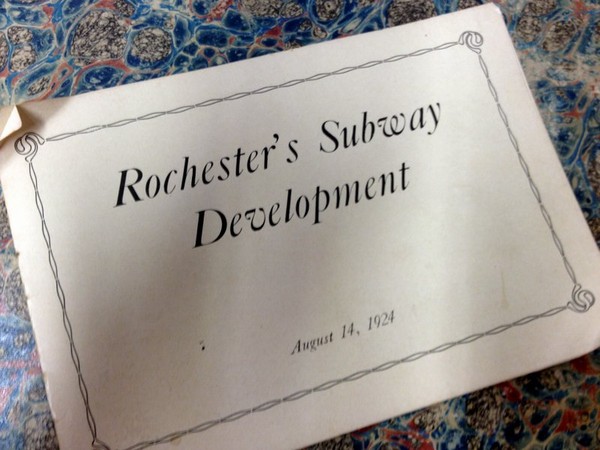 Rochester's Subway
Development
August 14, 1924